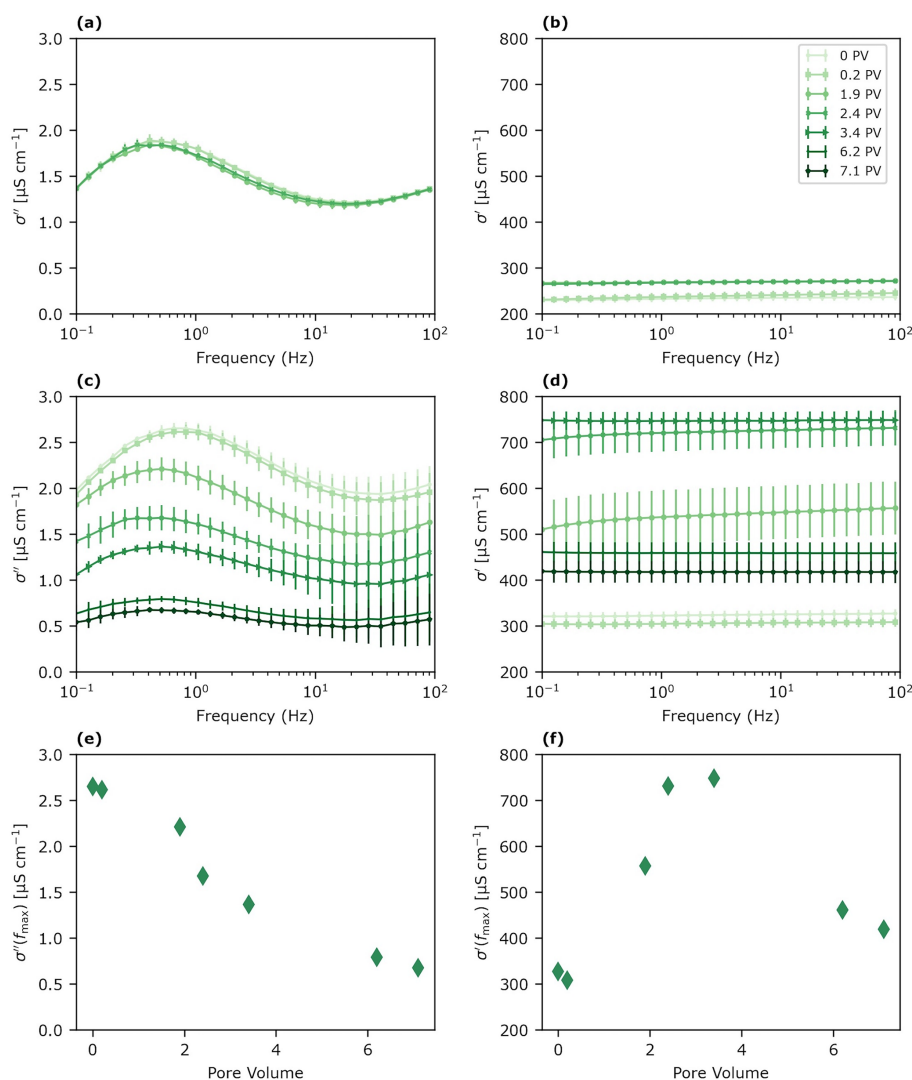 (a)
3.0
2.5
2.0
1.5
1.0
0.5
0.0
σ″ [μS cm⁻¹]
10⁻¹ 10⁰ 10¹ 10²
Frequency (Hz)
(b)
800
700
600
500
400
300
200
σ′ [μS cm⁻¹]
10⁻¹ 10⁰ 10¹ 10²
Frequency (Hz)
0 PV
0.2 PV
1.9 PV
2.4 PV
3.4 PV
6.2 PV
7.1 PV
(c)
3.0
2.5
2.0
1.5
1.0
0.5
0.0
σ″ [μS cm⁻¹]
10⁻¹ 10⁰ 10¹ 10²
Frequency (Hz)
(d)
800
700
600
500
400
300
200
σ′ [μS cm⁻¹]
10⁻¹ 10⁰ 10¹ 10²
Frequency (Hz)
(e)
3.0
2.5
2.0
1.5
1.0
0.5
0.0
σ″(f_max) [μS cm⁻¹]
0 2 4 6
Pore Volume
(f)
800
700
600
500
400
300
200
σ′(f_max) [μS cm⁻¹]
0 2 4 6
Pore Volume